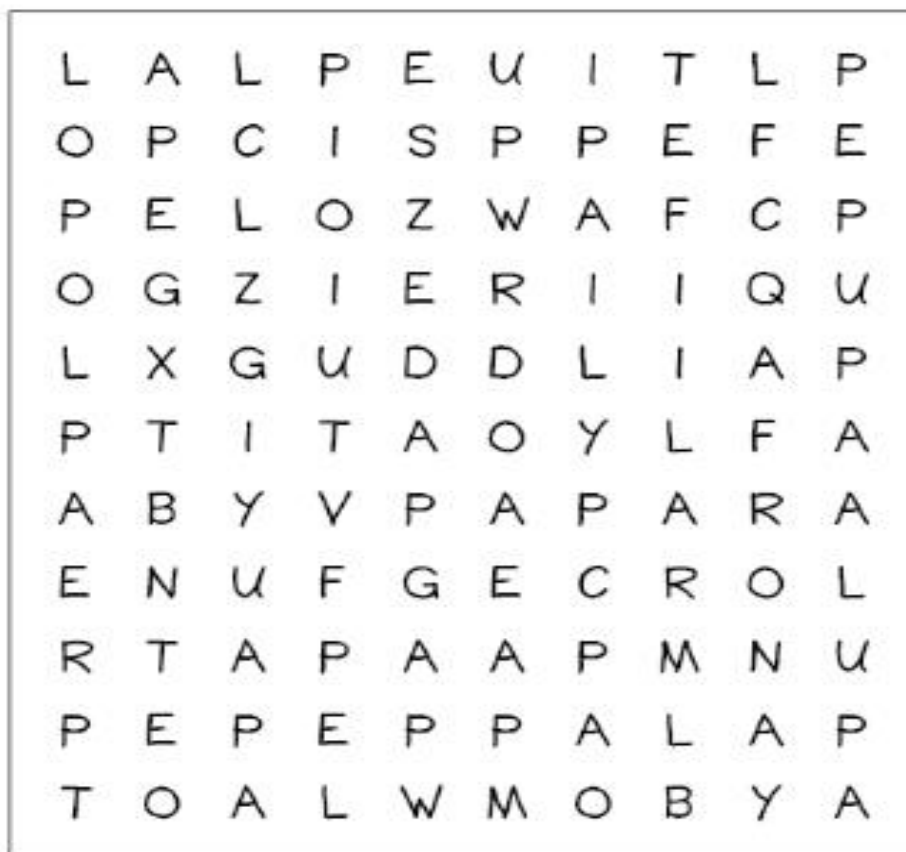 L A L P E U I T L P
O P C I S P P E F E
P E L O Z W A F C P
O G Z I E R I I Q U
L X G U D D L I A P
P T I T A O Y L F A
A B Y V P A P A R A
E N U F G E C R O L
R T A P A A P M N U
P E P E P P A L A P
T O A L W M O B Y A